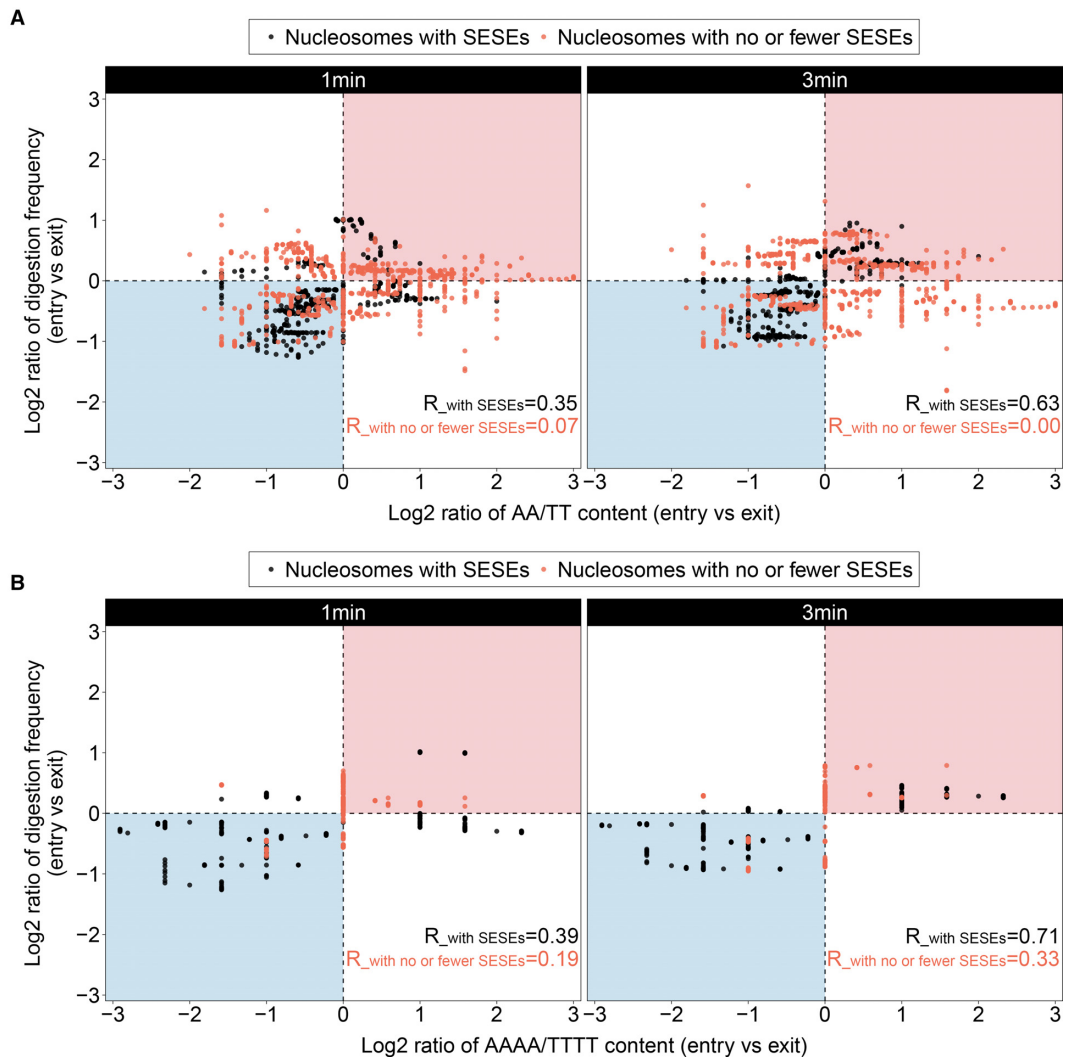 A
Nucleosomes with SESEs Nucleosomes with no or fewer SESEs
1min 3min
Log2 ratio of digestion frequency
(entry vs exit)
3
2
1
0
−1
−2
−3
R_with SESEs=0.35
R_with no or fewer SESEs=0.07
R_with SESEs=0.63
R_with no or fewer SESEs=0.00
−3 −2 −1 0 1 2 3 −3 −2 −1 0 1 2 3
Log2 ratio of AA/TT content (entry vs exit)
B
Nucleosomes with SESEs Nucleosomes with no or fewer SESEs
1min 3min
Log2 ratio of digestion frequency
(entry vs exit)
3
2
1
0
−1
−2
−3
R_with SESEs=0.39
R_with no or fewer SESEs=0.19
R_with SESEs=0.71
R_with no or fewer SESEs=0.33
−3 −2 −1 0 1 2 3 −3 −2 −1 0 1 2 3
Log2 ratio of AAAA/TTTT content (entry vs exit)